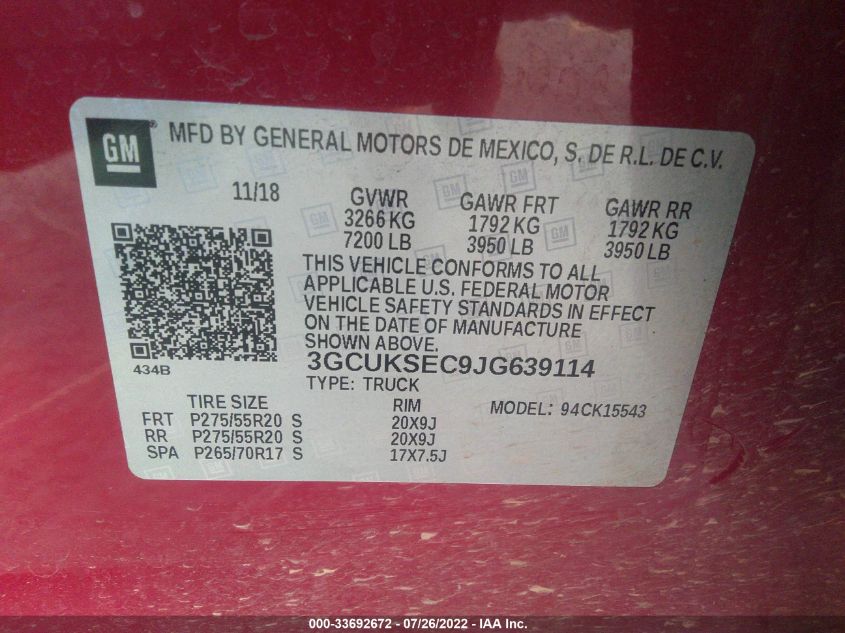 GM ® MFD BY GENERAL MOTORS DE MEXICO, S. DE R.L. DE C.V.
11/18 GVWR GAWR FRT GAWR RR
3266 KG 1792 KG 1792 KG
7200 LB 3950 LB 3950 LB
THIS VEHICLE CONFORMS TO ALL
APPLICABLE U.S. FEDERAL MOTOR
VEHICLE SAFETY STANDARDS IN EFFECT
ON THE DATE OF MANUFACTURE
SHOWN ABOVE.
434B
3GCUKSEC9JG639114
TYPE: TRUCK
TIRE SIZE RIM MODEL: 94CK15543
FRT P275/55R20 S 20X9J
RR P275/55R20 S 20X9J
SPA P265/70R17 S 17X7.5J
000-33692672 / 07/26/2022 - IAA Inc.